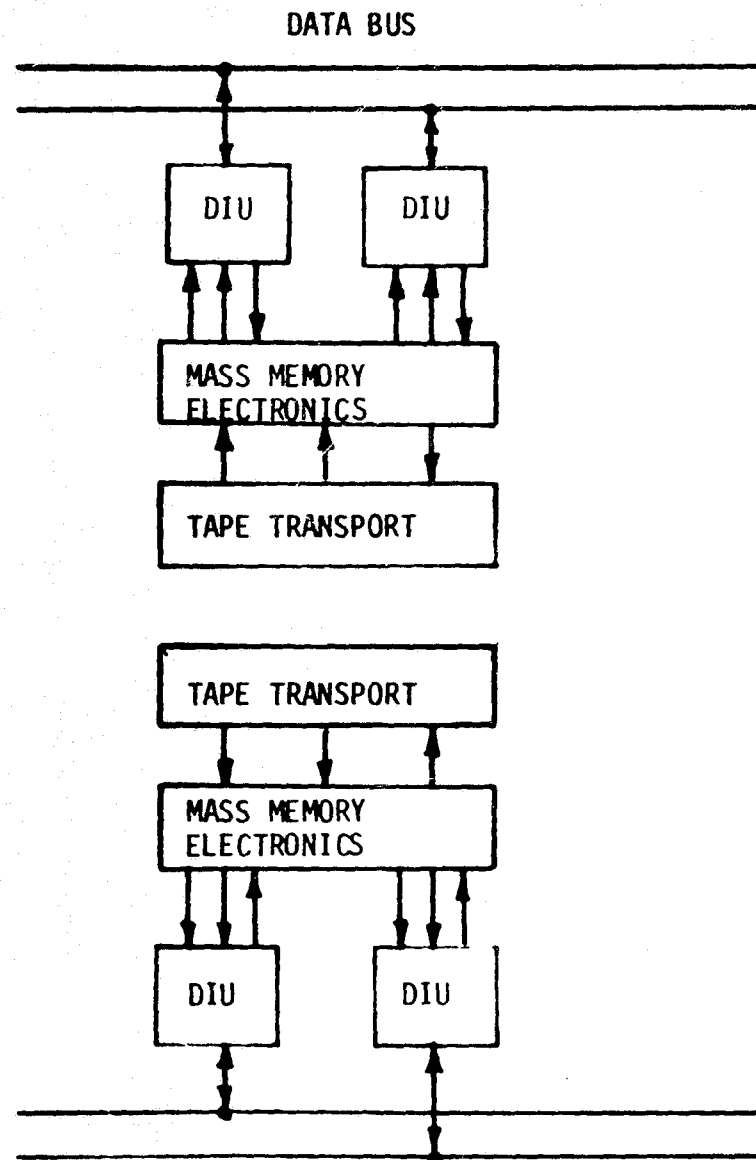 DATA BUS
DIU
DIU
MASS MEMORY
ELECTRONICS
TAPE TRANSPORT
TAPE TRANSPORT
MASS MEMORY
ELECTRONICS
DIU
DIU